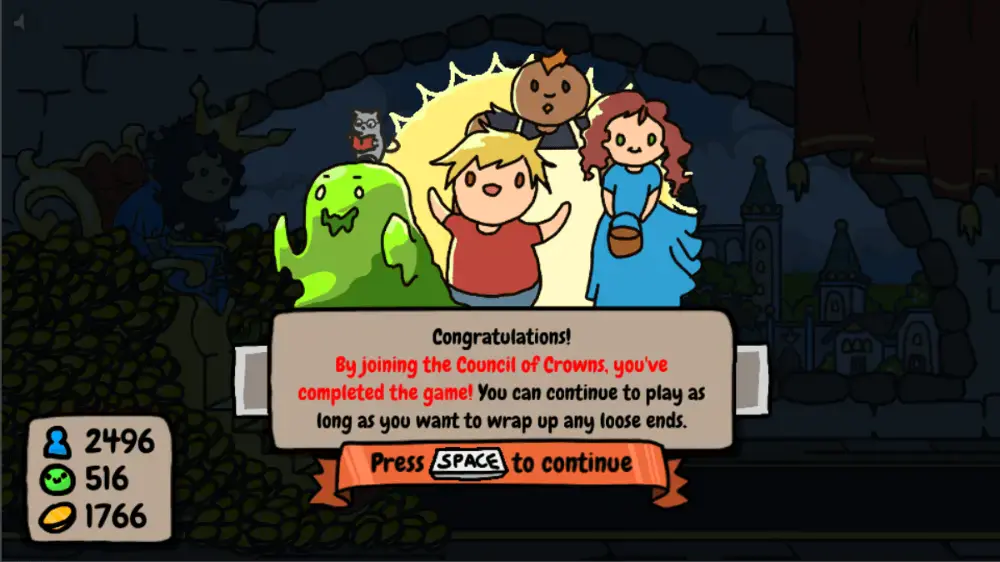 Congratulations!
By joining the Council of Crowns, you've
completed the game! You can continue to play as
long as you want to wrap up any loose ends.
Press SPACE to continue
2496
516
1766